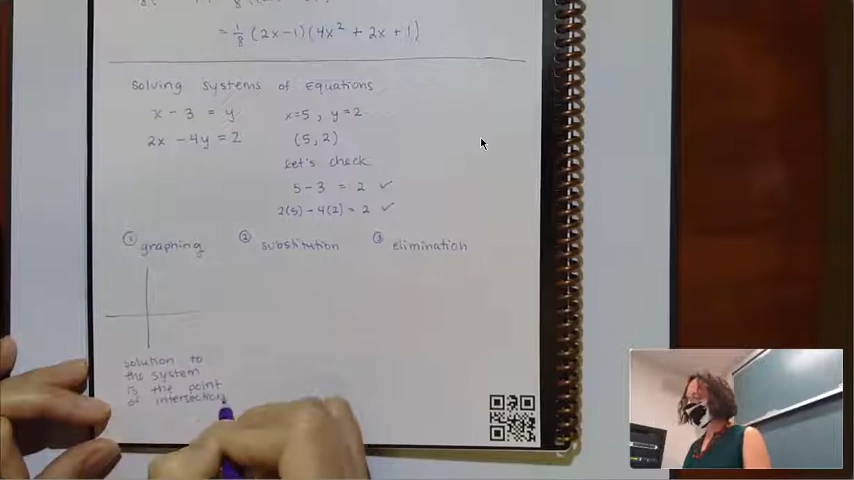 = 1/8 (2x-1)(4x² + 2x + 1)
Solving Systems of Equations
x - 3 = y
2x - 4y = 2
x=5, y=2
(5, 2)
let's check
5 - 3 = 2 ✓
2(5) - 4(2) = 2 ✓
① graphing
② substitution
③ elimination
solution to
the system
is the point
of intersection